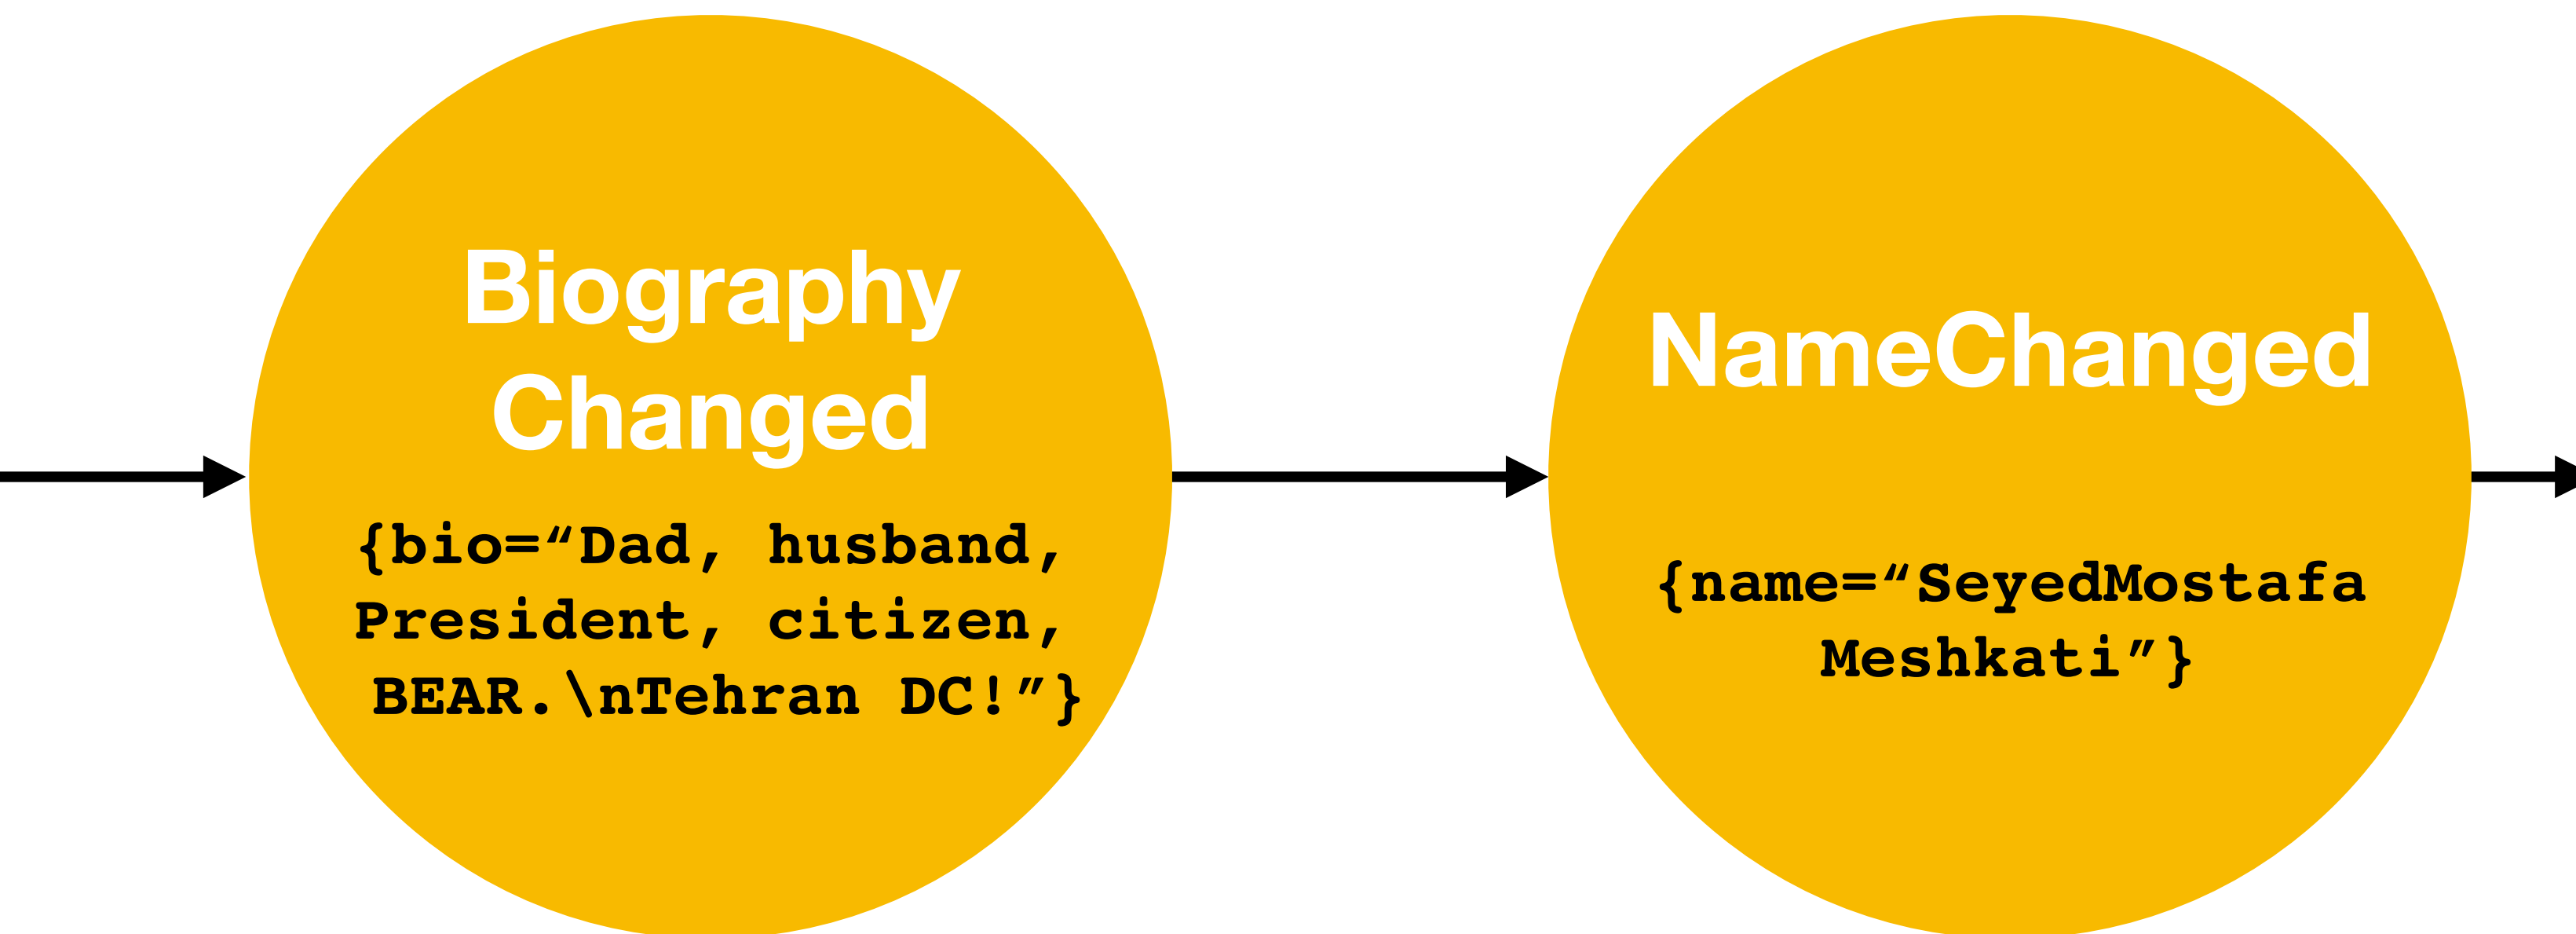 Biography
Changed
{bio=“Dad, husband,
President, citizen,
BEAR.\nTehran DC!”}
NameChanged
{name=“SeyedMostafa
Meshkati”}